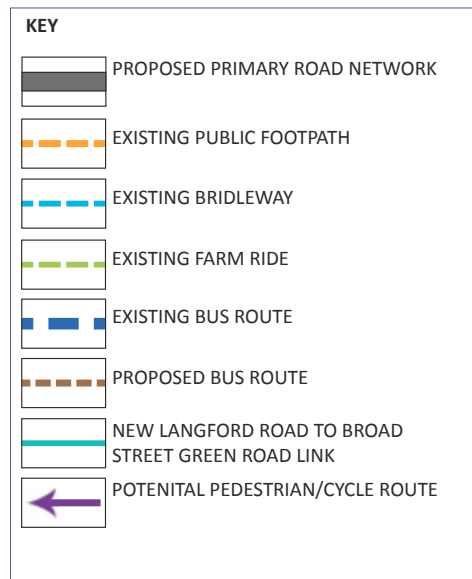 KEY
PROPOSED PRIMARY ROAD NETWORK
EXISTING PUBLIC FOOTPATH
EXISTING BRIDLEWAY
EXISTING FARM RIDE
EXISTING BUS ROUTE
PROPOSED BUS ROUTE
NEW LANGFORD ROAD TO BROAD
STREET GREEN ROAD LINK
POTENITAL PEDESTRIAN/CYCLE ROUTE